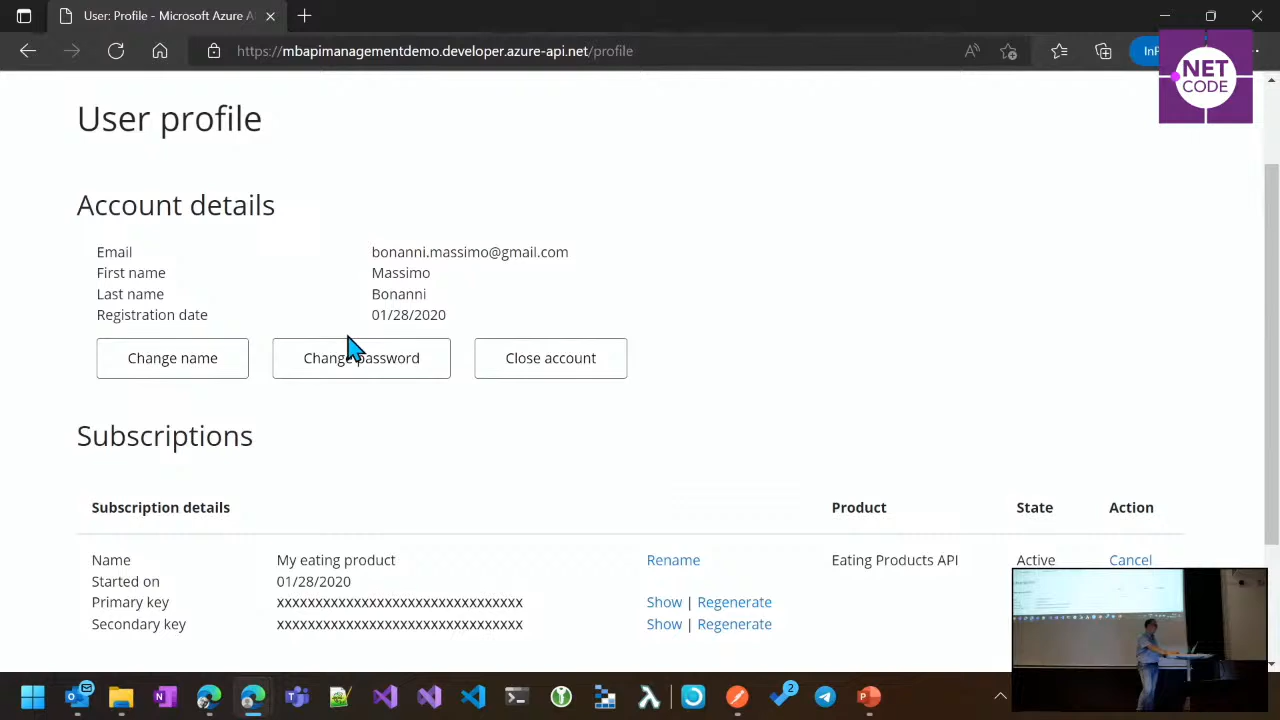 User: Profile - Microsoft Azure A
https://mbapimanagementdemo.developer.azure-api.net/profile
InP
NET
CODE
User profile
Account details
Email bonanni.massimo@gmail.com
First name Massimo
Last name Bonanni
Registration date 01/28/2020
Change name Change password Close account
Subscriptions
Subscription details Product State Action
Name My eating product Rename Eating Products API Active Cancel
Started on 01/28/2020
Primary key xxxxxxxxxxxxxxxxxxxxxxxxxxxxxxxx Show | Regenerate
Secondary key xxxxxxxxxxxxxxxxxxxxxxxxxxxxxxxx Show | Regenerate
2